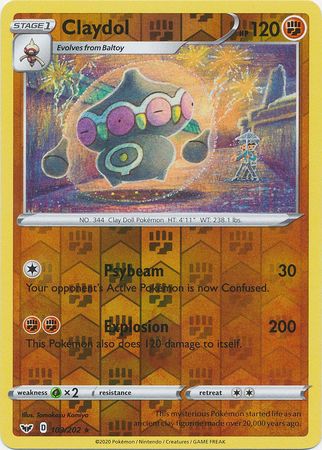 STAGE 1
Claydol
HP 120
Evolves from Baltoy
NO. 344 Clay Doll Pokémon HT: 4'11" WT: 238.1 lbs.
Psybeam 30
Your opponent's Active Pokémon is now Confused.
Explosion 200
This Pokémon also does 120 damage to itself.
weakness ×2 resistance retreat
Illus. Tomokazu Komiya
This mysterious Pokémon started life as an
ancient clay figurine made over 20,000 years ago.
D 103/202 ★
©2020 Pokémon / Nintendo / Creatures / GAME FREAK